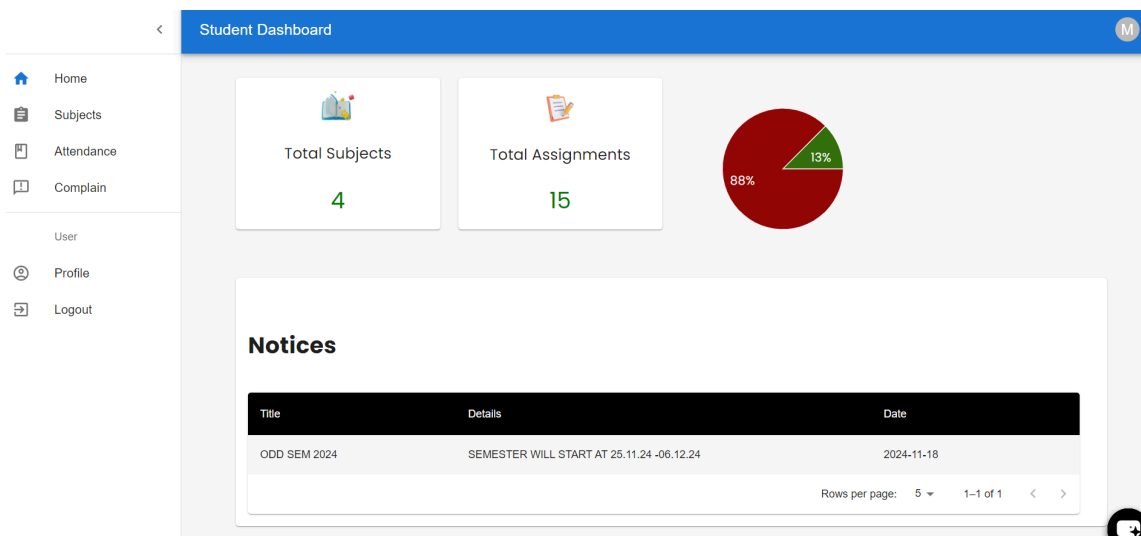 Student Dashboard
M
Home
Subjects
Attendance
Complain
User
Profile
Logout
Total Subjects
4
Total Assignments
15
13%
88%
Notices
Title Details Date
ODD SEM 2024 SEMESTER WILL START AT 25.11.24 -06.12.24 2024-11-18
Rows per page: 5 1–1 of 1